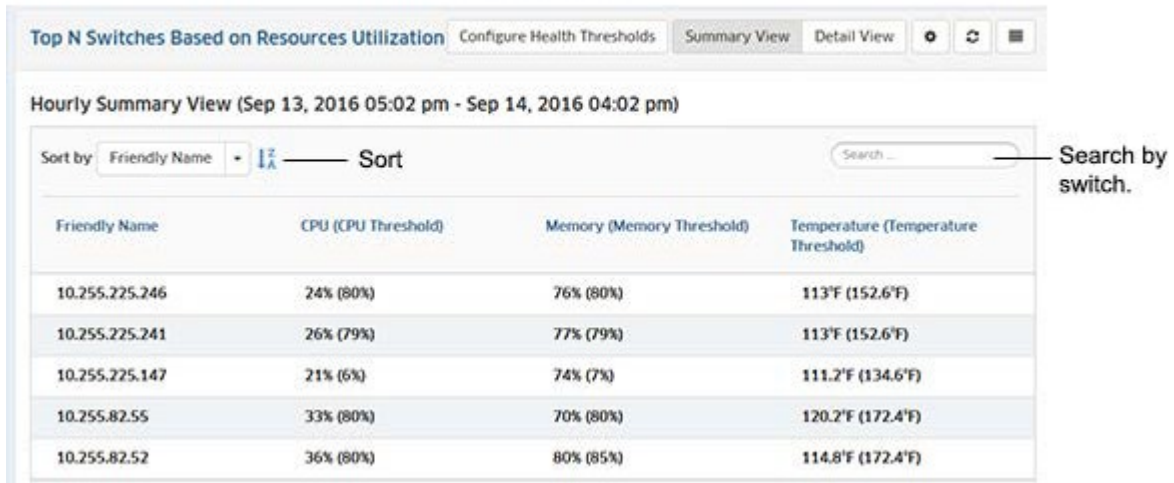 Top N Switches Based on Resources Utilization Configure Health Thresholds Summary View Detail View
Hourly Summary View (Sep 13, 2016 05:02 pm - Sep 14, 2016 04:02 pm)
Sort by Friendly Name Z A Sort Search ... Search by
switch.
Friendly Name CPU (CPU Threshold) Memory (Memory Threshold) Temperature (Temperature
Threshold)
10.255.225.246 24% (80%) 76% (80%) 113°F (152.6°F)
10.255.225.241 26% (79%) 77% (79%) 113°F (152.6°F)
10.255.225.147 21% (6%) 74% (7%) 111.2°F (134.6°F)
10.255.82.55 33% (80%) 70% (80%) 120.2°F (172.4°F)
10.255.82.52 36% (80%) 80% (85%) 114.8°F (172.4°F)